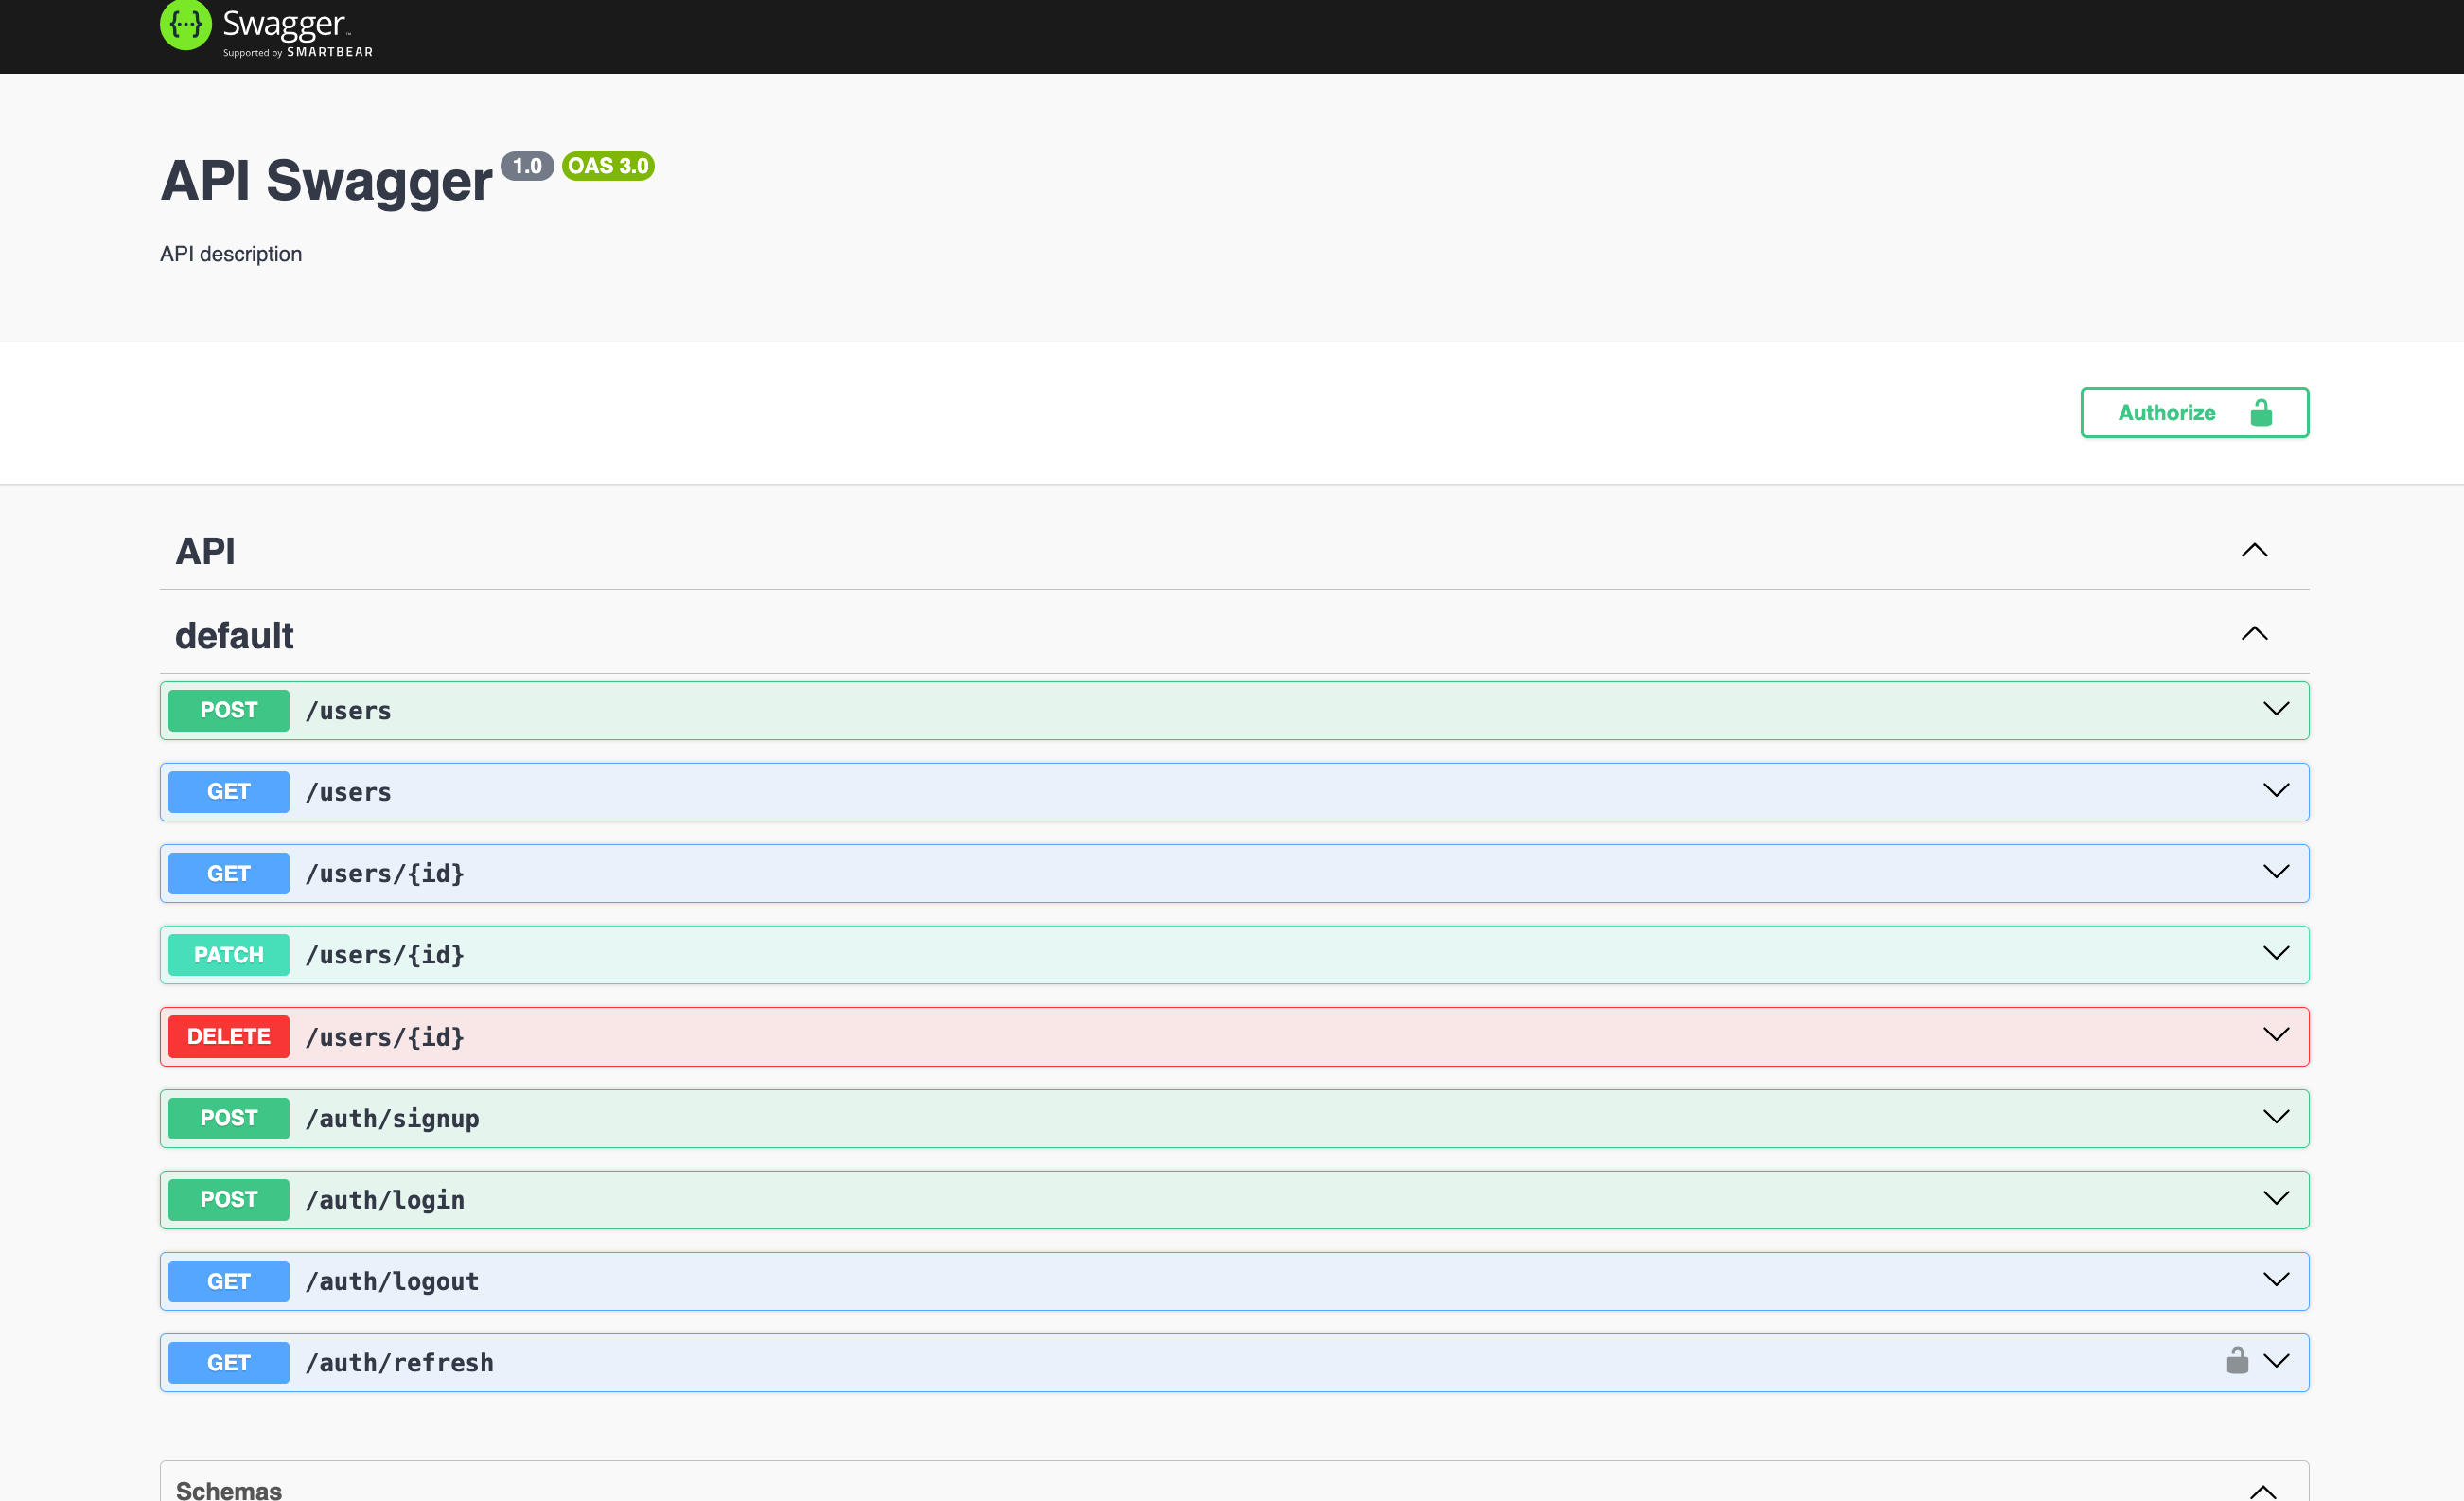 Swagger™
Supported by SMARTBEAR
API Swagger 1.0 OAS 3.0
API description
Authorize
API
default
POST /users
GET /users
GET /users/{id}
PATCH /users/{id}
DELETE /users/{id}
POST /auth/signup
POST /auth/login
GET /auth/logout
GET /auth/refresh
Schemas